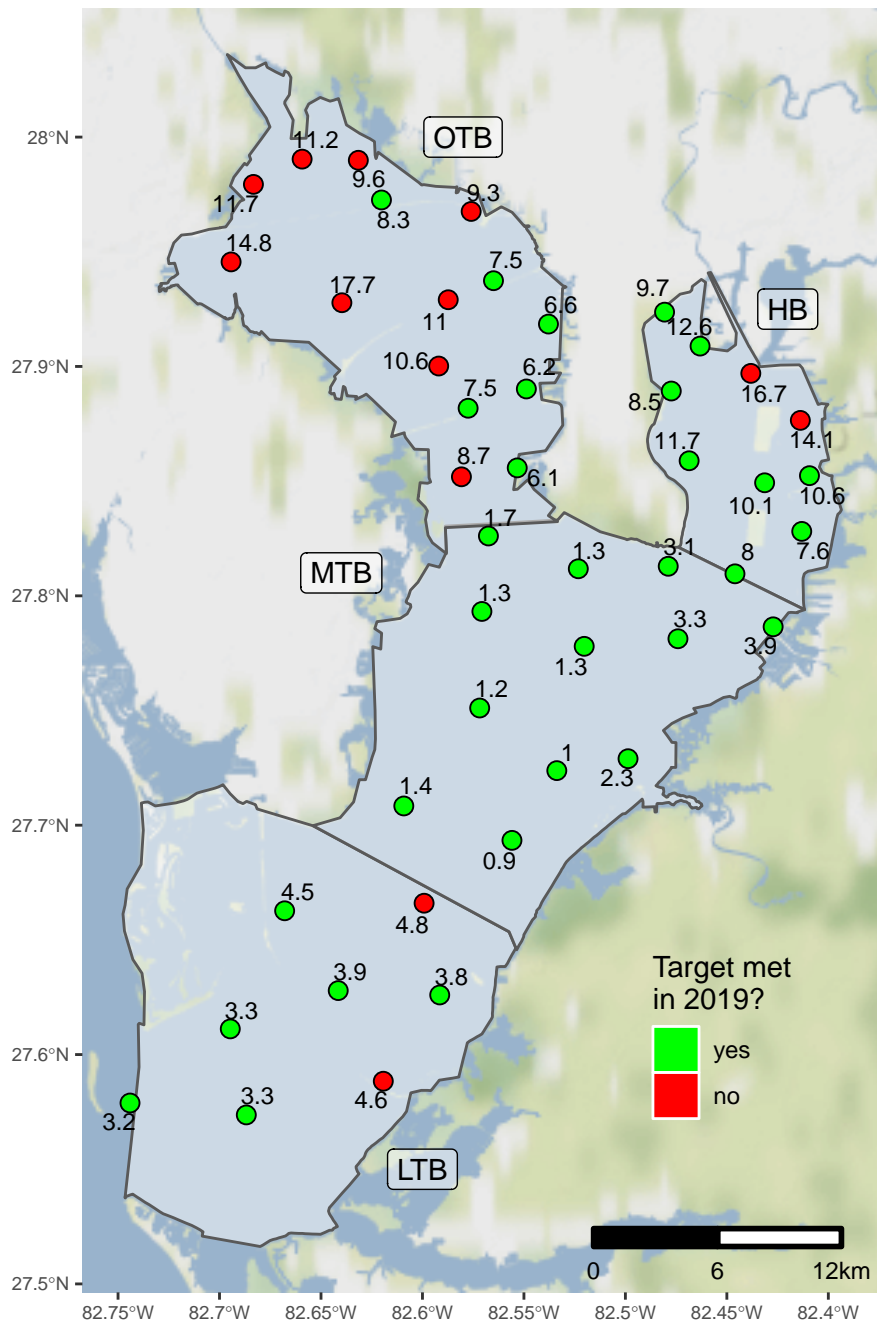 28°N
11.2
OTB
9.6
11.7
9.3
8.3
14.8
7.5
17.7
9.7
6.6
11
HB
12.6
27.9°N
10.6
6.2
16.7
8.5
7.5
14.1
11.7
8.7
6.1
10.6
10.1
1.7
7.6
1.3
3.1
8
MTB
27.8°N
1.3
3.3
3.9
1.3
1.2
1
2.3
1.4
27.7°N
0.9
4.5
4.8
Target met
in 2019?
3.9
3.8
3.3
yes
27.6°N
3.3
4.6
no
3.2
LTB
0
6
12km
27.5°N
82.75°W
82.7°W
82.65°W
82.6°W
82.55°W
82.5°W
82.45°W
82.4°W